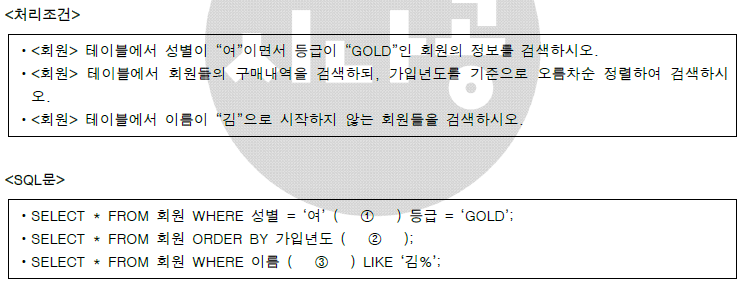 <처리조건>
• <회원> 테이블에서 성별이 “여”이면서 등급이 “GOLD”인 회원의 정보를 검색하시오.
• <회원> 테이블에서 회원들의 구매내역을 검색하되, 가입년도를 기준으로 오름차순 정렬하여 검색하시
오.
• <회원> 테이블에서 이름이 “김”으로 시작하지 않는 회원들을 검색하시오.
<SQL문>
• SELECT * FROM 회원 WHERE 성별 = ‘여’ ( ① ) 등급 = ‘GOLD’;
• SELECT * FROM 회원 ORDER BY 가입년도 ( ② );
• SELECT * FROM 회원 WHERE 이름 ( ③ ) LIKE ‘김%’;